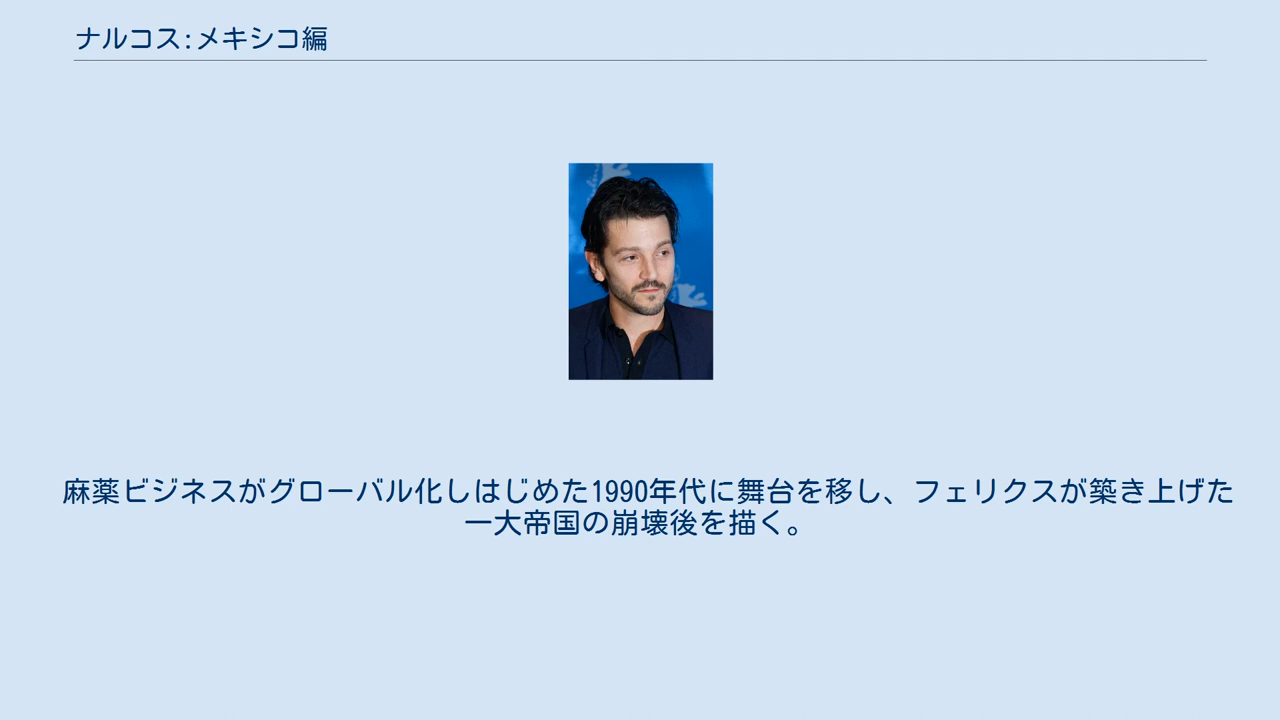 ナルコス:メキシコ編
麻薬ビジネスがグローバル化しはじめた1990年代に舞台を移し、フェリクスが築き上げた
一大帝国の崩壊後を描く。